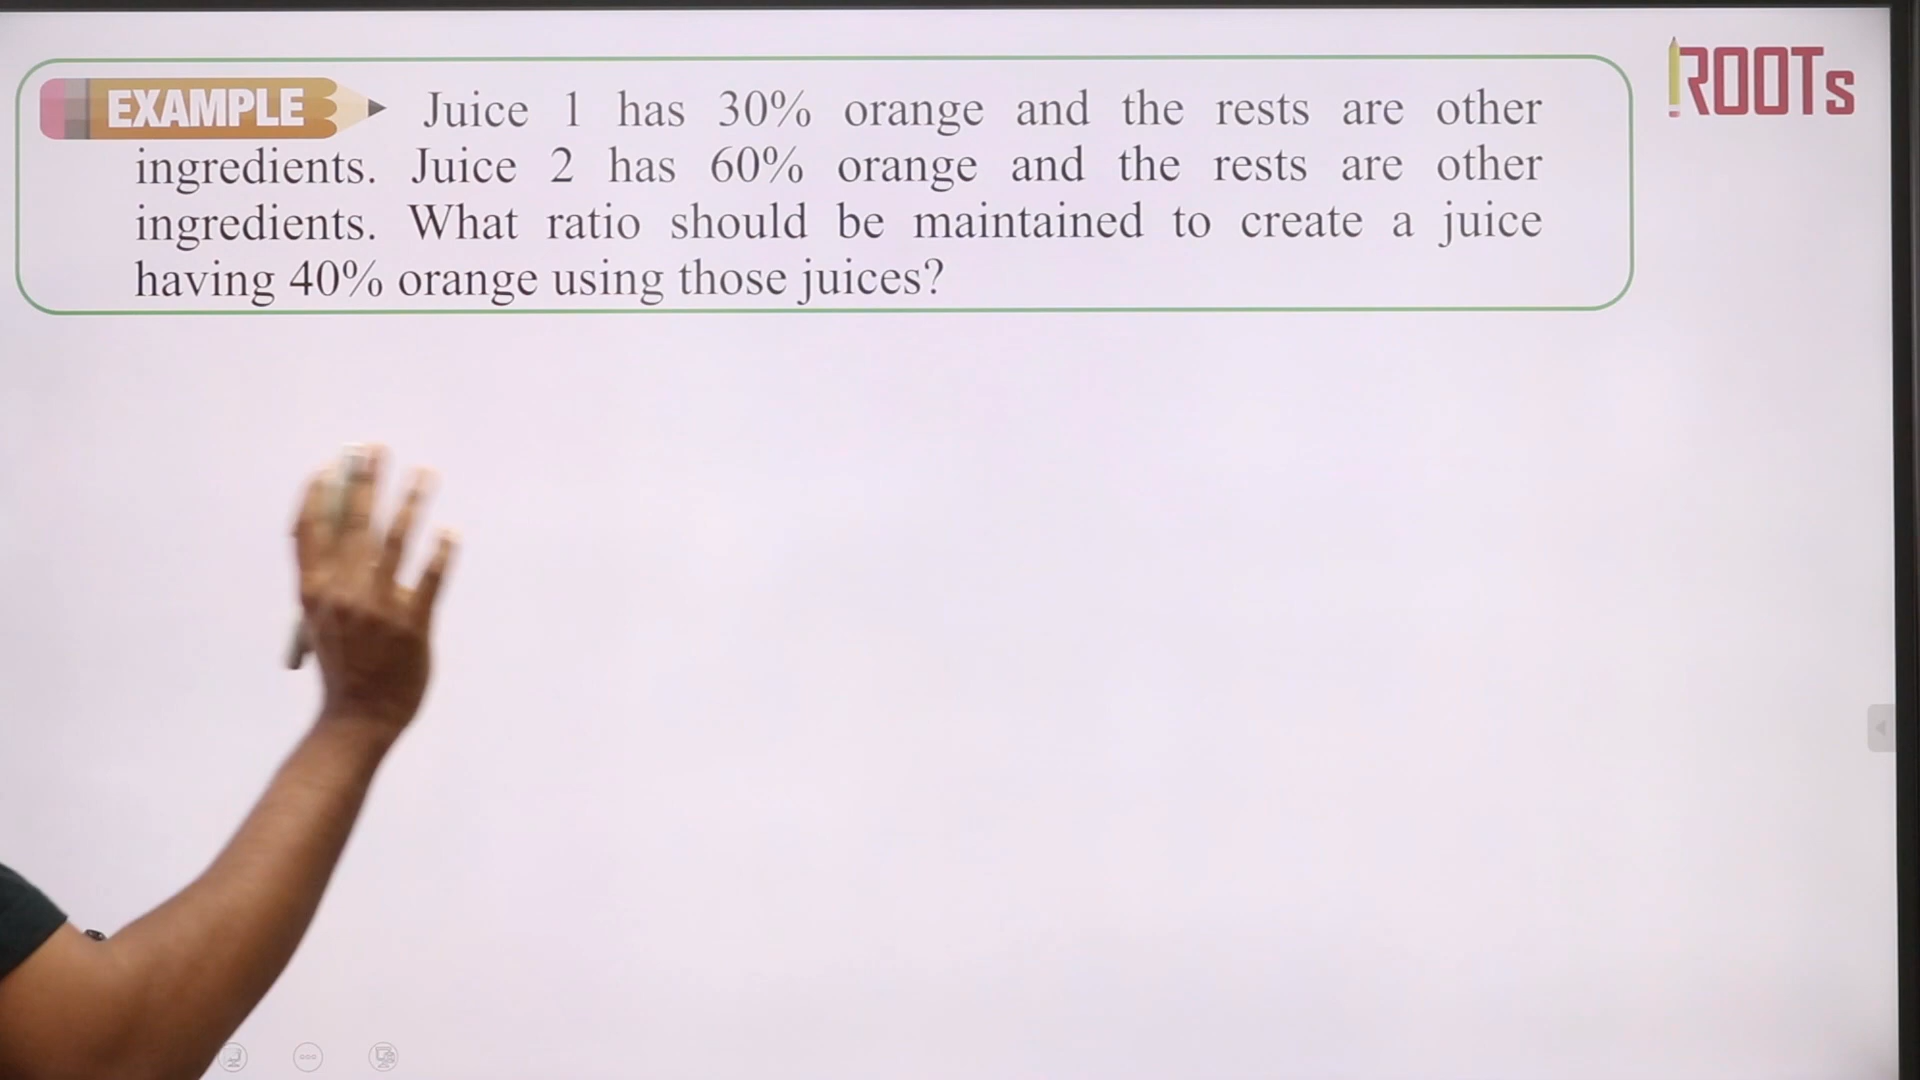 EXAMPLE Juice 1 has 30% orange and the rests are other
ingredients. Juice 2 has 60% orange and the rests are other
ingredients. What ratio should be maintained to create a juice
having 40% orange using those juices?
ROOTs